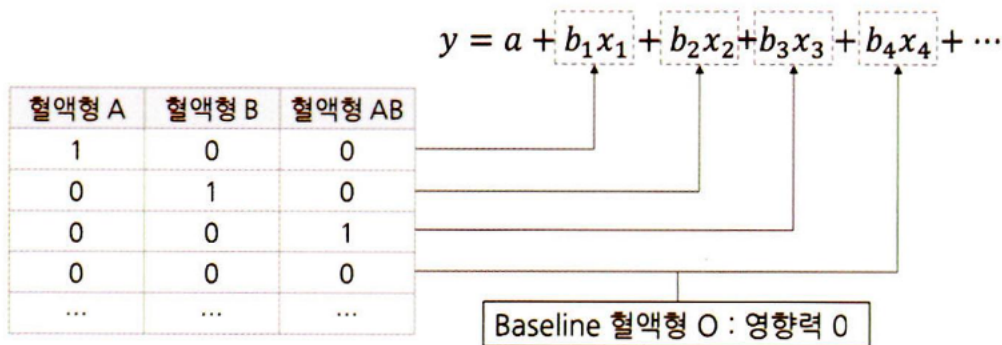 y = a + b₁x₁ + b₂x₂+b₃x₃ + b₄x₄ + ⋯
혈액형 A 혈액형 B 혈액형 AB
1 0 0
0 1 0
0 0 1
0 0 0
… … …
Baseline 혈액형 O : 영향력 0